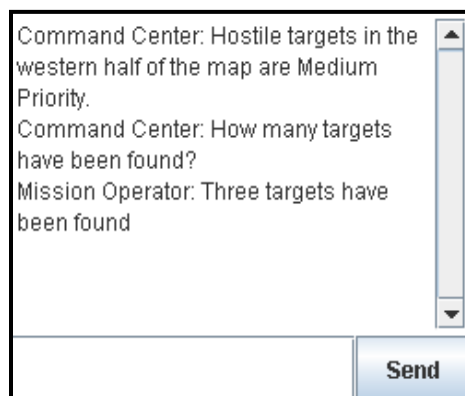 Command Center: Hostile targets in the
western half of the map are Medium
Priority.
Command Center: How many targets
have been found?
Mission Operator: Three targets have
been found
Send